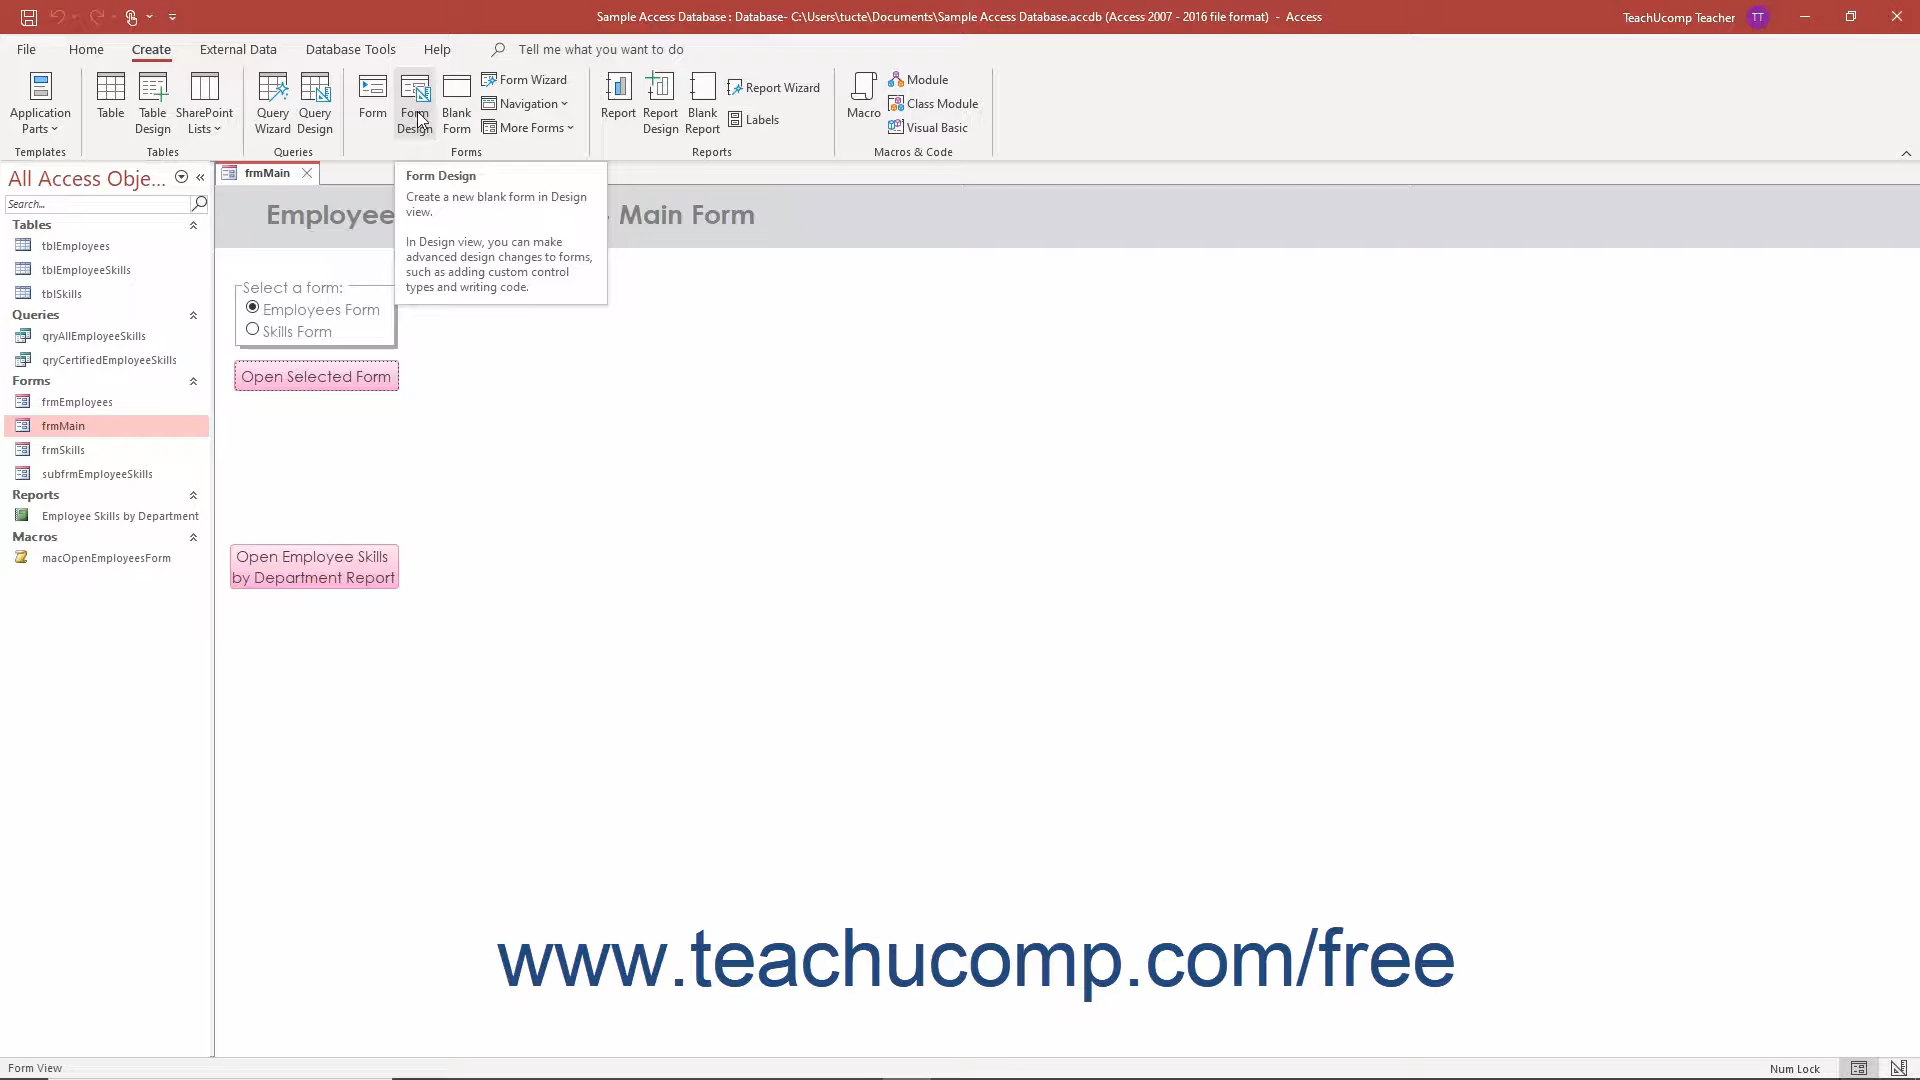 Sample Access Database : Database- C:\Users\tucte\Documents\Sample Access Database.accdb (Access 2007 - 2016 file format) - Access
TeachUcomp Teacher TT
File Home Create External Data Database Tools Help Tell me what you want to do
Application Parts
Templates
Table
Table Design
SharePoint Lists
Tables
Query Wizard
Query Design
Queries
Form
Form Design
Blank Form
Form Wizard
Navigation
More Forms
Forms
Report
Report Design
Blank Report
Report Wizard
Labels
Reports
Macro
Module
Class Module
Visual Basic
Macros & Code
All Access Obje...
Search...
Tables
tblEmployees
tblEmployeeSkills
tblSkills
Queries
qryAllEmployeeSkills
qryCertifiedEmployeeSkills
Forms
frmEmployees
frmMain
frmSkills
subfrmEmployeeSkills
Reports
Employee Skills by Department
Macros
macOpenEmployeesForm
frmMain
Employee Main Form
Form Design
Create a new blank form in Design
view.
In Design view, you can make
advanced design changes to forms,
such as adding custom control
types and writing code.
Select a form:
Employees Form
Skills Form
Open Selected Form
Open Employee Skills
by Department Report
www.teachucomp.com/free
Form View
Num Lock